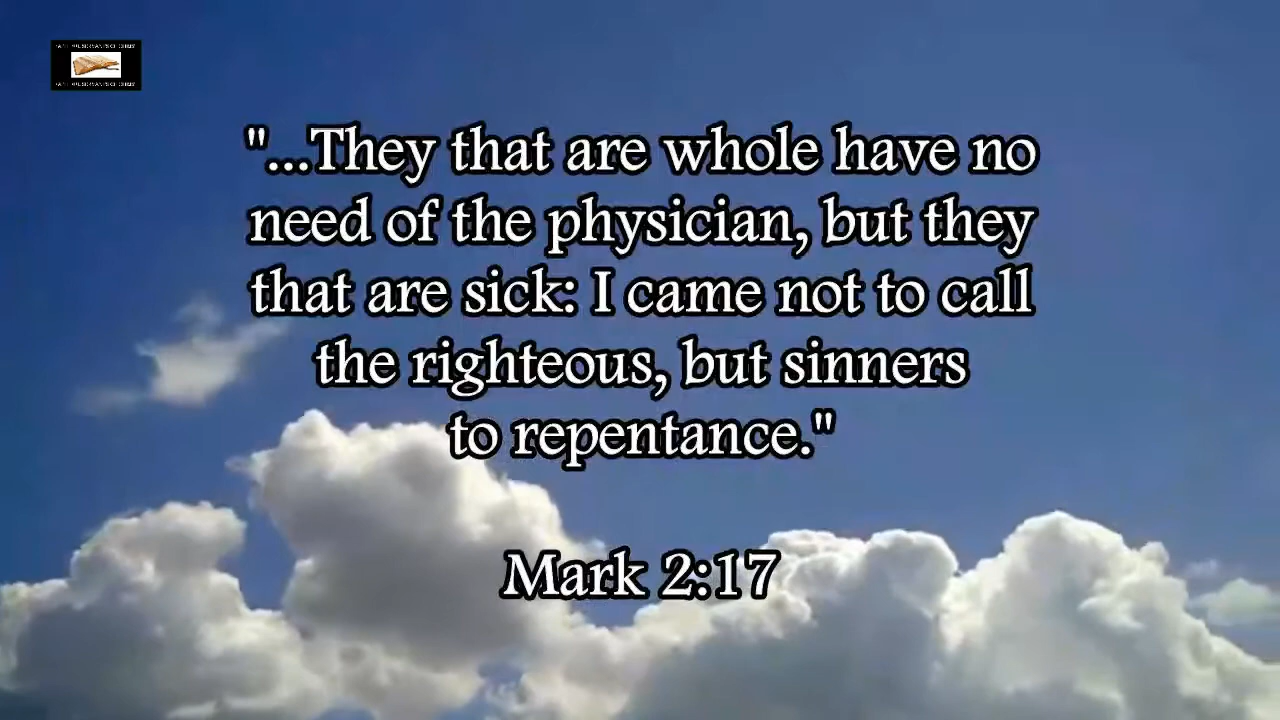 "...They that are whole have no
need of the physician, but they
that are sick: I came not to call
the righteous, but sinners
to repentance."
Mark 2:17